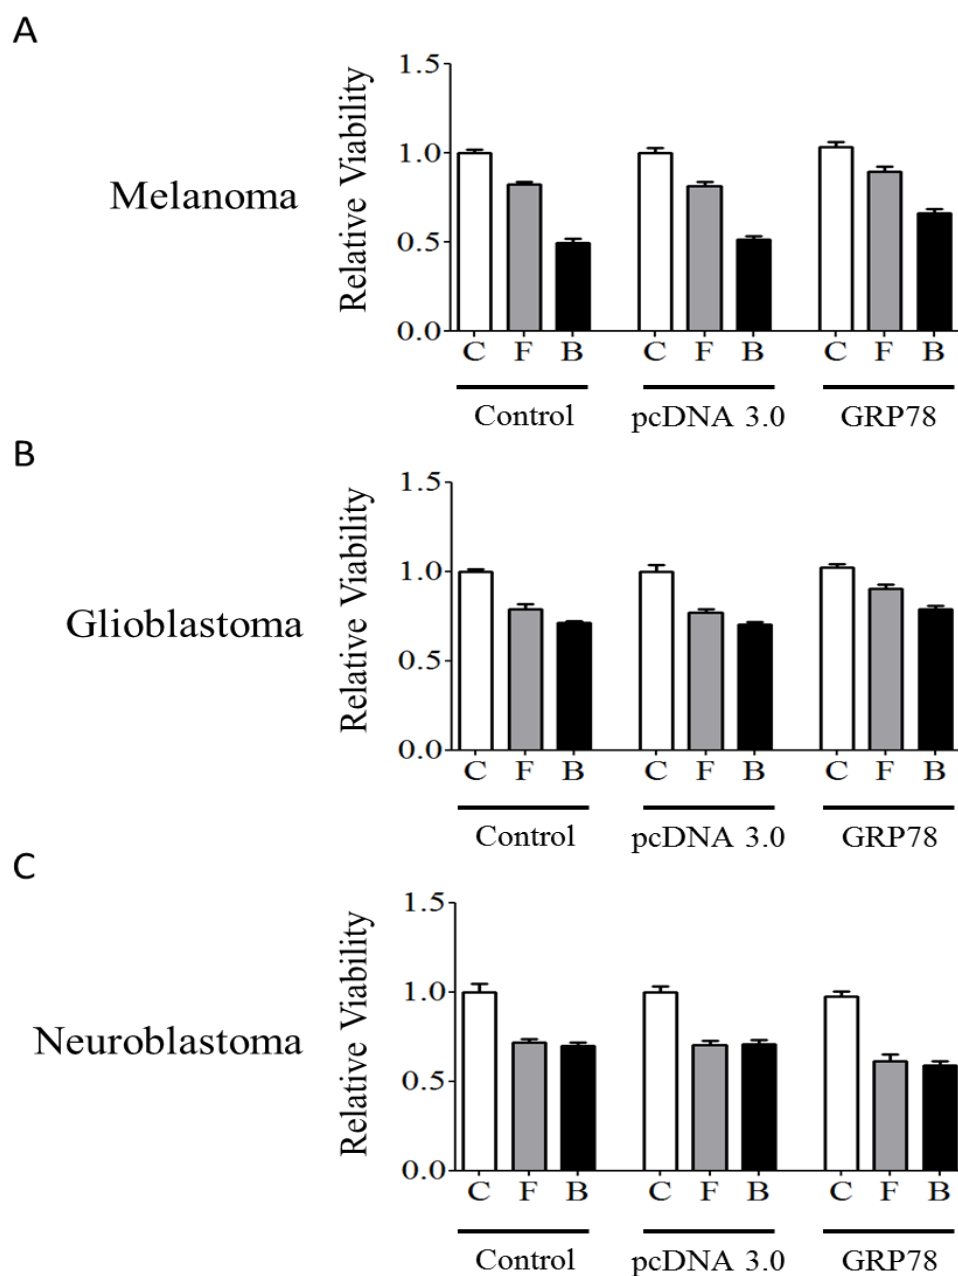 A
Melanoma
Relative Viability
1.5
1.0
0.5
0.0
C F B C F B C F B
Control pcDNA 3.0 GRP78
B
Glioblastoma
Relative Viability
1.5
1.0
0.5
0.0
C F B C F B C F B
Control pcDNA 3.0 GRP78
C
Neuroblastoma
Relative Viability
1.5
1.0
0.5
0.0
C F B C F B C F B
Control pcDNA 3.0 GRP78